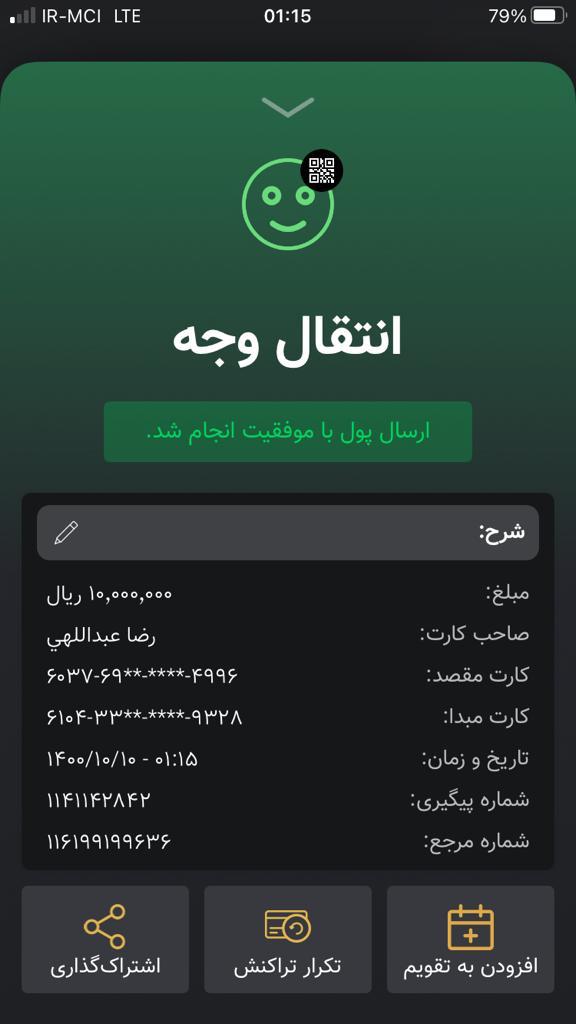 IR-MCI LTE 01:15 79%
انتقال وجه
ارسال پول با موفقیت انجام شد.
شرح:
مبلغ: ۱۰,۰۰۰,۰۰۰ ریال
صاحب کارت: رضا عبداللهي
کارت مقصد: ۶۰۳۷-۶۹**-****-۴۹۹۶
کارت مبدا: ۶۱۰۴-۳۳**-****-۹۳۲۸
تاریخ و زمان: ۱۴۰۰/۱۰/۱۰ - ۰۱:۱۵
شماره پیگیری: ۱۱۴۱۱۴۲۸۴۲
شماره مرجع: ۱۱۶۱۹۹۱۹۹۶۳۶
افزودن به تقویم تکرار تراکنش اشتراک‌گذاری